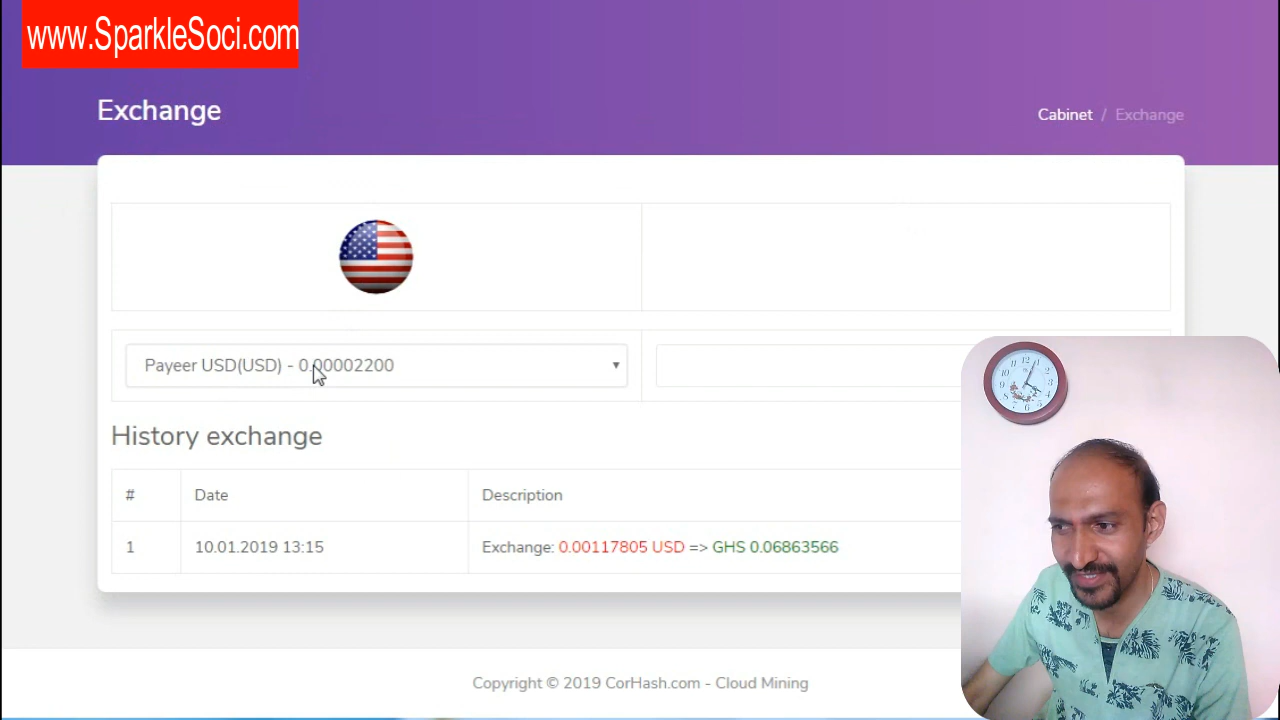 www.SparkleSoci.com
Exchange
Cabinet / Exchange
Payeer USD(USD) - 0.00002200
History exchange
# Date Description
1 10.01.2019 13:15 Exchange: 0.00117805 USD => GHS 0.06863566
Copyright © 2019 CorHash.com - Cloud Mining